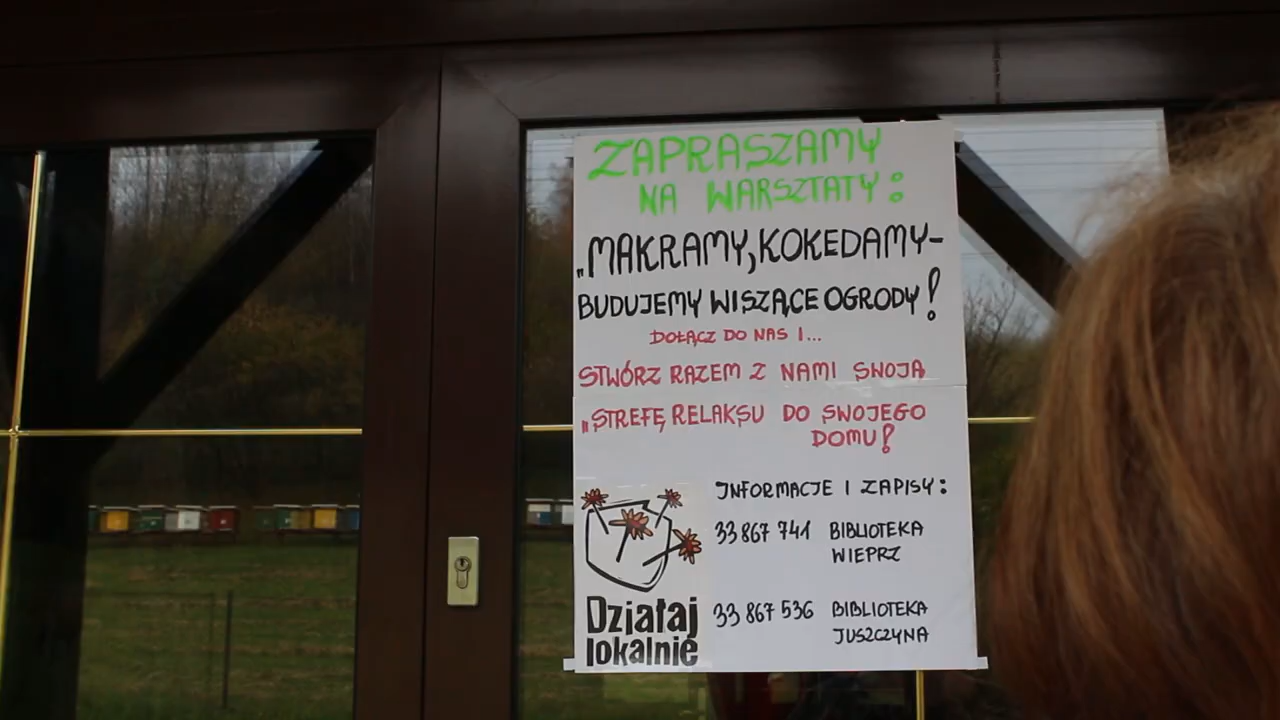 ZAPRASZAMY
NA WARSZTATY:
„MAKRAMY, KOKEDAMY-
BUDUJEMY WISZĄCE OGRODY!
DOŁĄCZ DO NAS I...
STWÓRZ RAZEM Z NAMI SWOJĄ
„STREFĘ RELAKSU DO SWOJEGO
DOMU!
INFORMACJE I ZAPISY:
33 867 741 BIBLIOTEKA
WIEPRZ
33 867 536 BIBLIOTEKA
JUSZCZYNA
Działaj
lokalnie